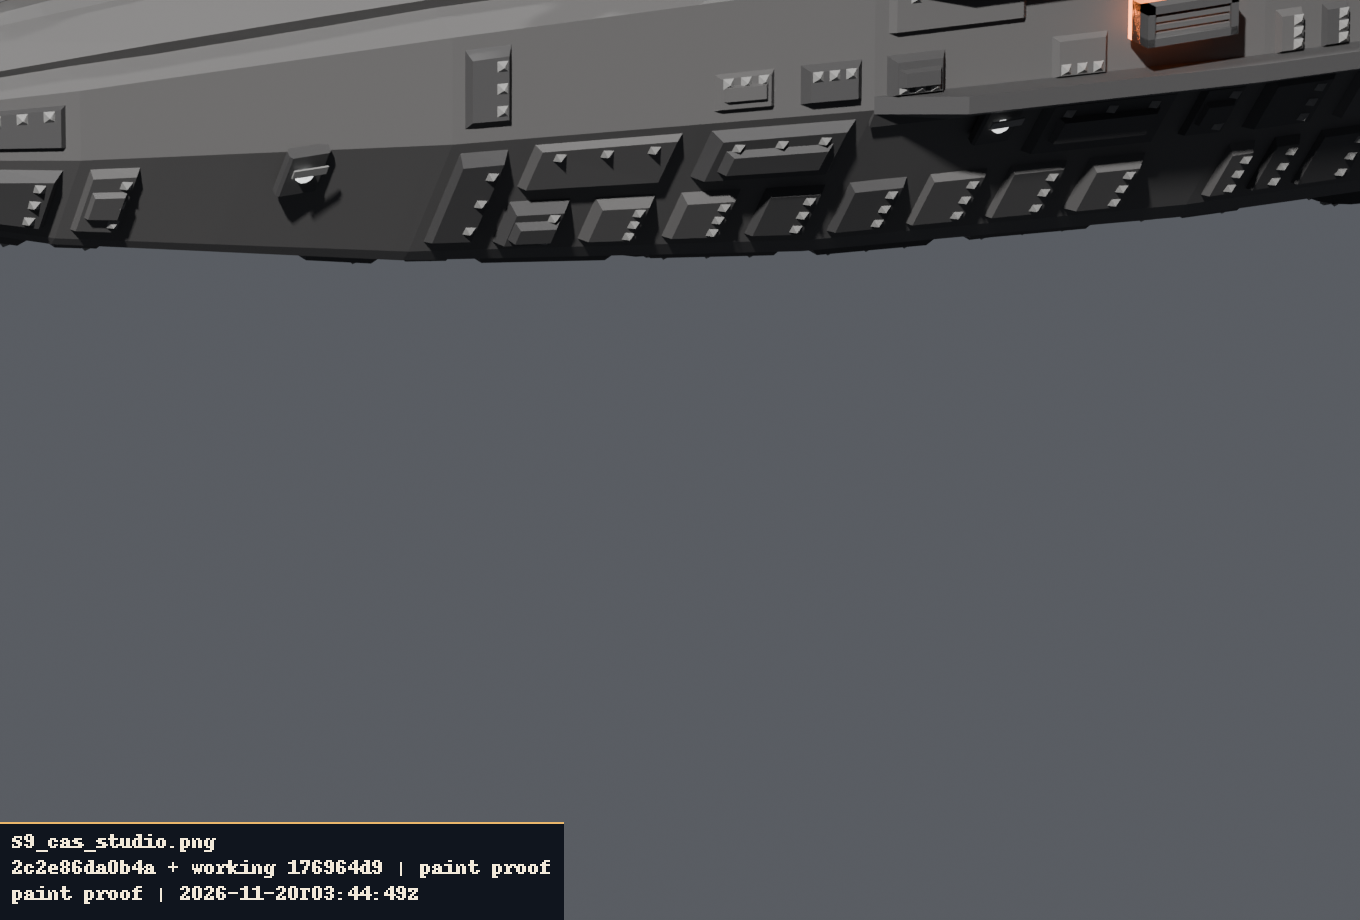 S9_cas_studio.png
2c2e86da0b4a + working 176964d9 | paint proof
paint proof | 2026-11-20T03:44:49Z